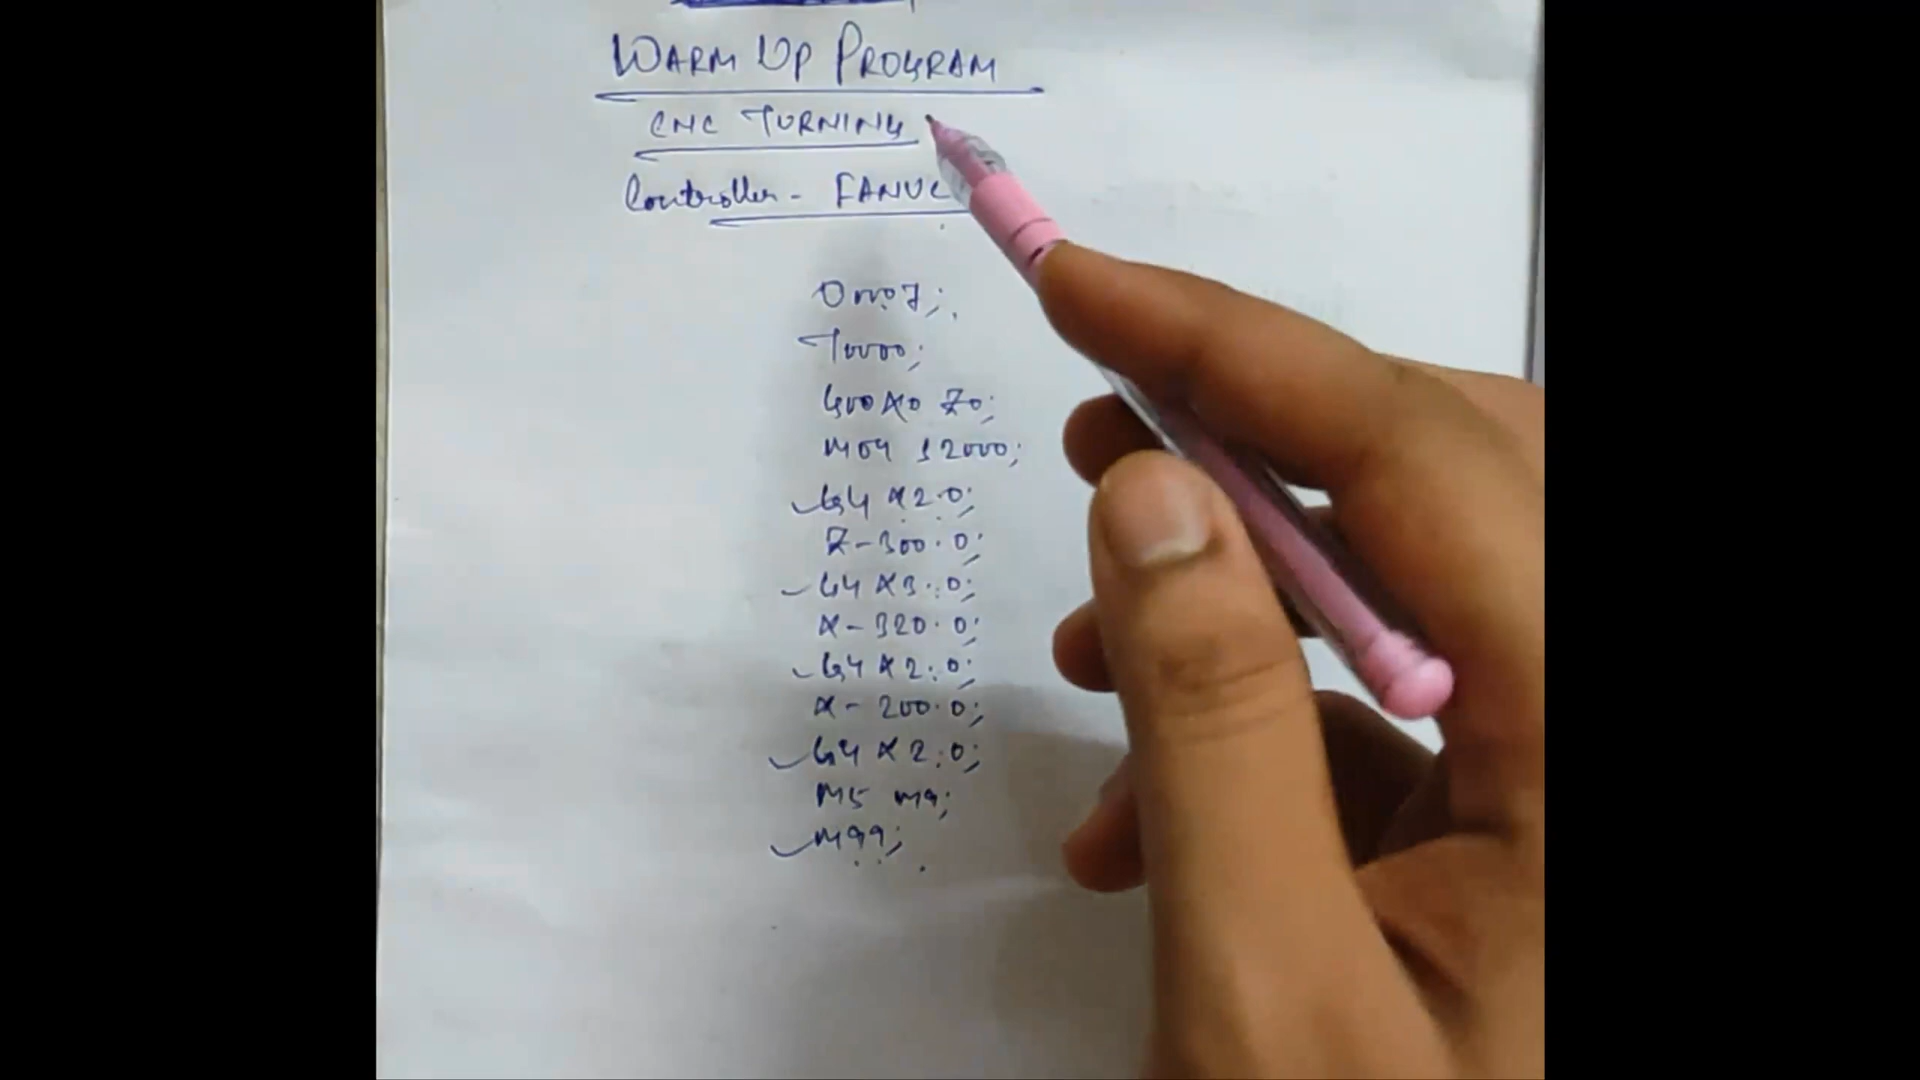 WARM UP PROGRAM
CNC TURNING
Controller - FANUC
O0007;
T0000;
G00 X0 Z0;
M04 S2000;
G4 X2.0;
Z-300.0;
G4 X3.0;
X-320.0;
G4 X2.0;
X-200.0;
G4 X2.0;
M5 M9;
M99;